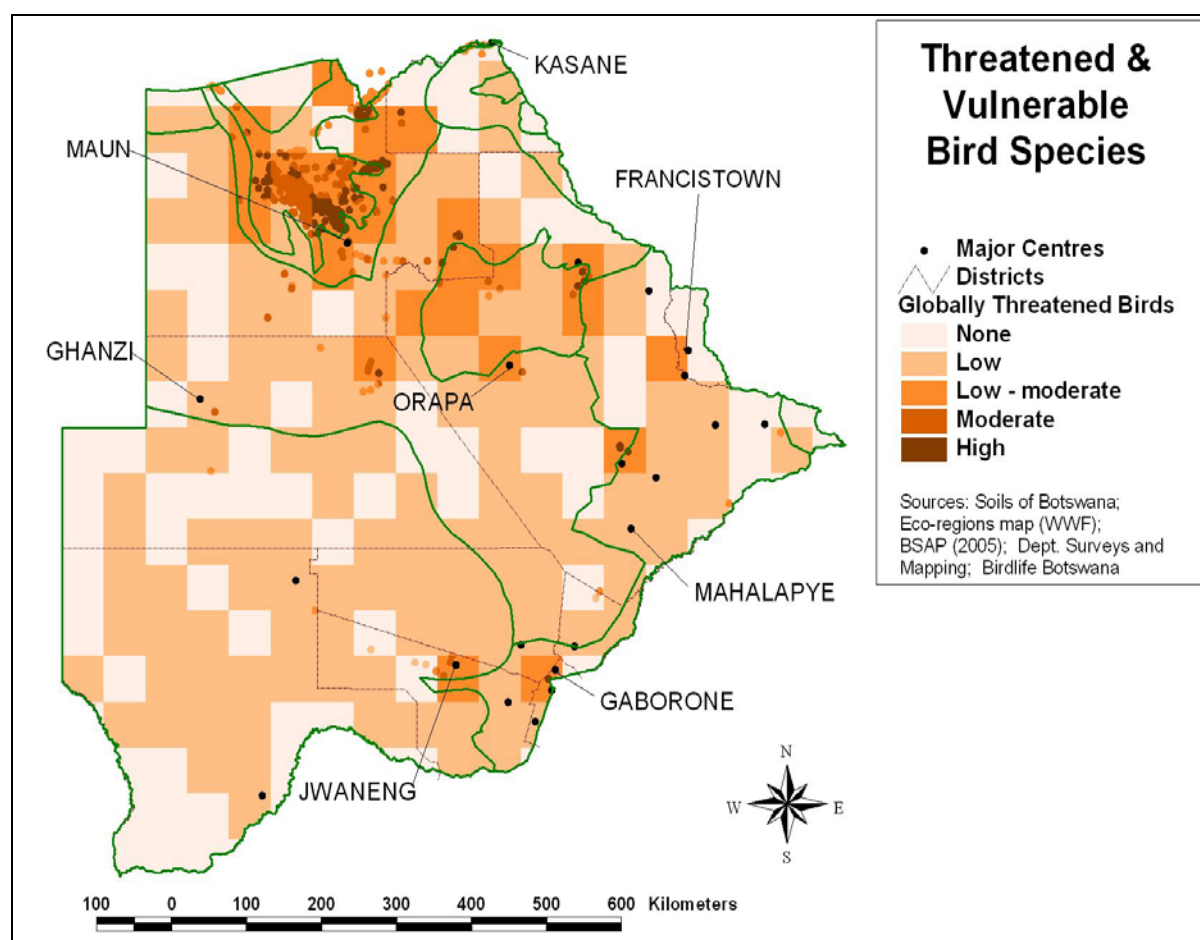 KASANE
MAUN
FRANCISTOWN
GHANZI
ORAPA
MAHALAPYE
GABORONE
JWANENG
Threatened &
Vulnerable
Bird Species
Major Centres
Districts
Globally Threatened Birds
None
Low
Low - moderate
Moderate
High
Sources: Soils of Botswana;
Eco-regions map (WWF);
BSAP (2005); Dept. Surveys and
Mapping; Birdlife Botswana
N
W E
S
100 0 100 200 300 400 500 600 Kilometers